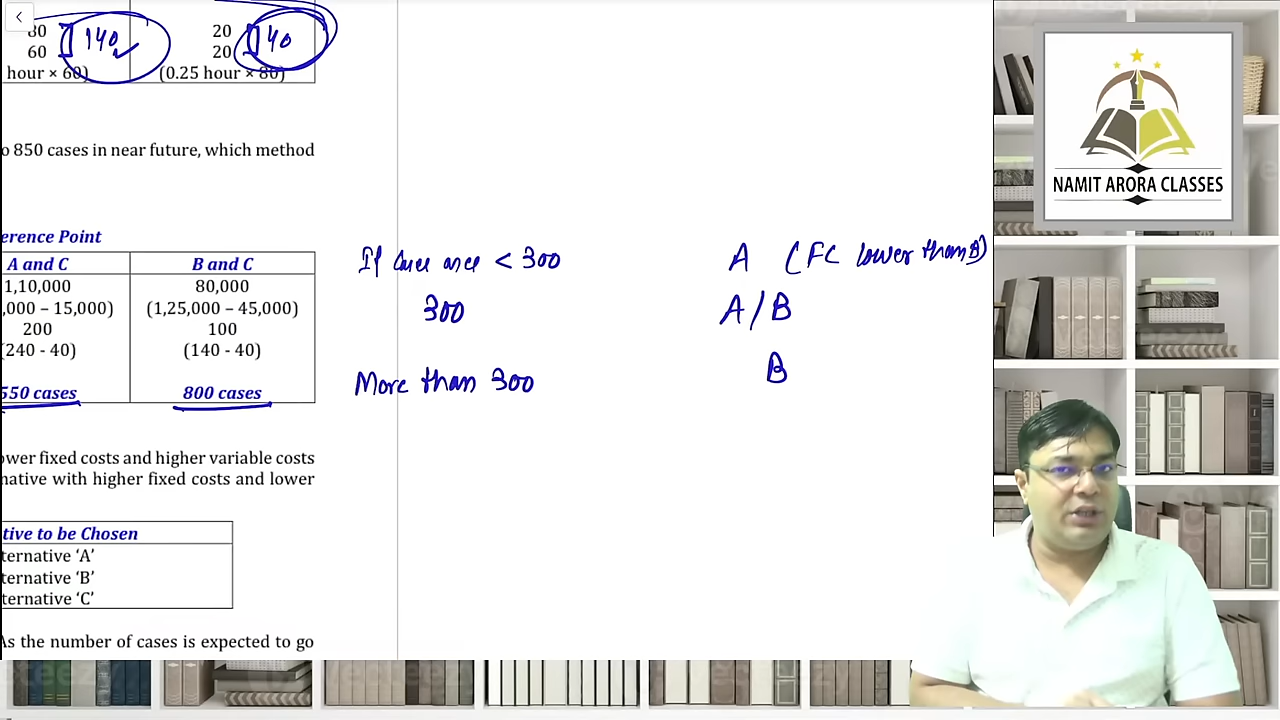 80
60
140
hour × 60)
20
20
40
(0.25 hour × 80)
o 850 cases in near future, which method
erence Point
A and C
B and C
1,10,000
80,000
,000 – 15,000)
(1,25,000 – 45,000)
200
100
(240 - 40)
(140 - 40)
550 cases
800 cases
ower fixed costs and higher variable costs
native with higher fixed costs and lower
tive to be Chosen
ternative ‘A’
ternative ‘B’
ternative ‘C’
As the number of cases is expected to go
If < 300
A (FC lower than B)
300
A/B
More than 300
B
NAMIT ARORA CLASSES